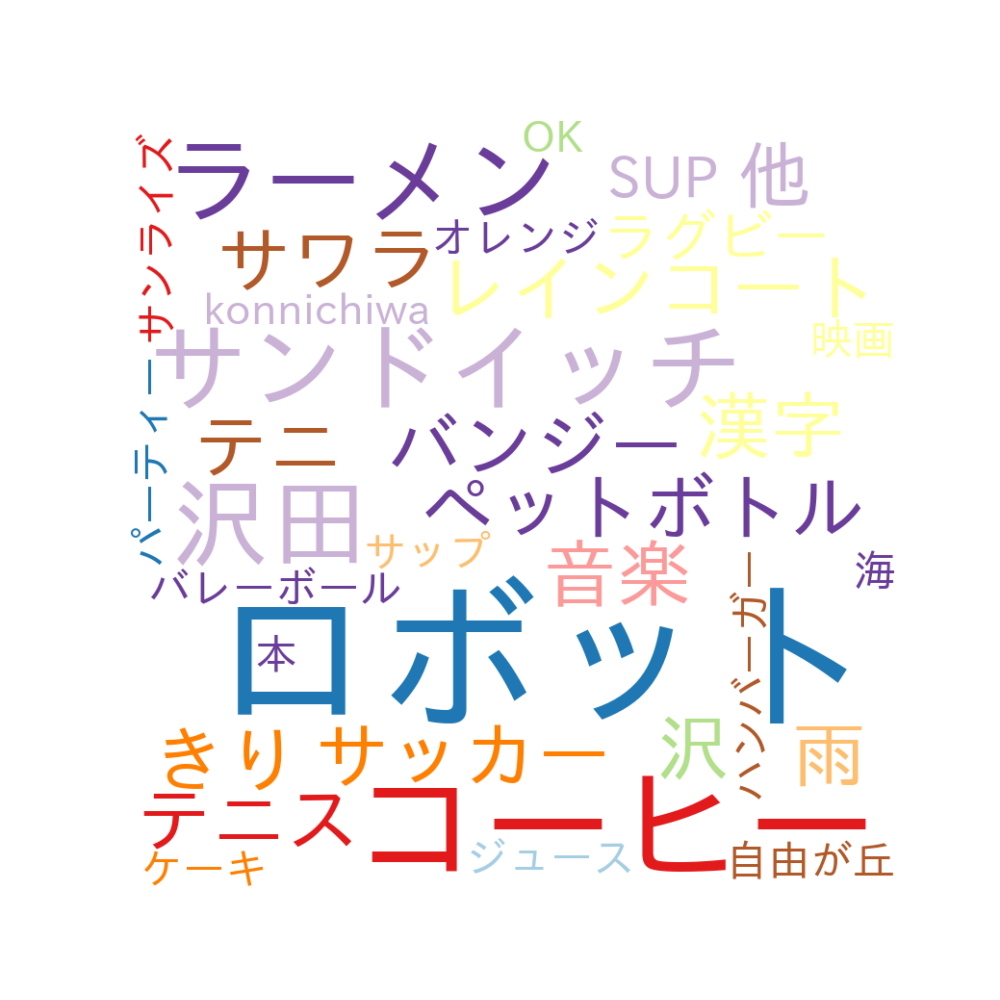 OK
ラーメン
SUP
他
サンライズ
サワラ
オレンジ
ラグビー
レインコート
konnichiwa
映画
サンドイッチ
パーティー
テニ
バンジー
漢字
沢田
ペットボトル
サップ
音楽
海
バレーボール
ロボット
本
ハンバーガー
きり
サッカー
沢
雨
テニス
コーヒー
ケーキ
ジュース
自由が丘